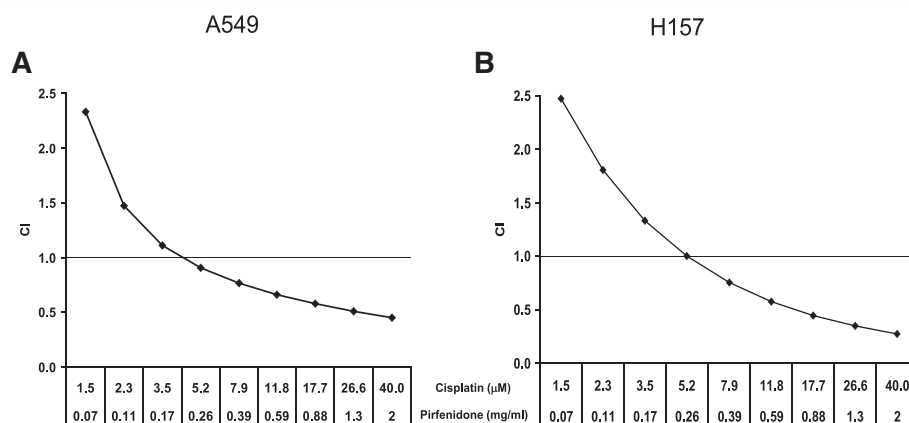 A549
H157
A
B
2.5
2.0
1.5
1.0
0.5
0.0
CI
1.5 2.3 3.5 5.2 7.9 11.8 17.7 26.6 40.0
0.07 0.11 0.17 0.26 0.39 0.59 0.88 1.3 2
Cisplatin (μM)
Pirfenidone (mg/ml)
2.5
2.0
1.5
1.0
0.5
0.0
CI
1.5 2.3 3.5 5.2 7.9 11.8 17.7 26.6 40.0
0.07 0.11 0.17 0.26 0.39 0.59 0.88 1.3 2